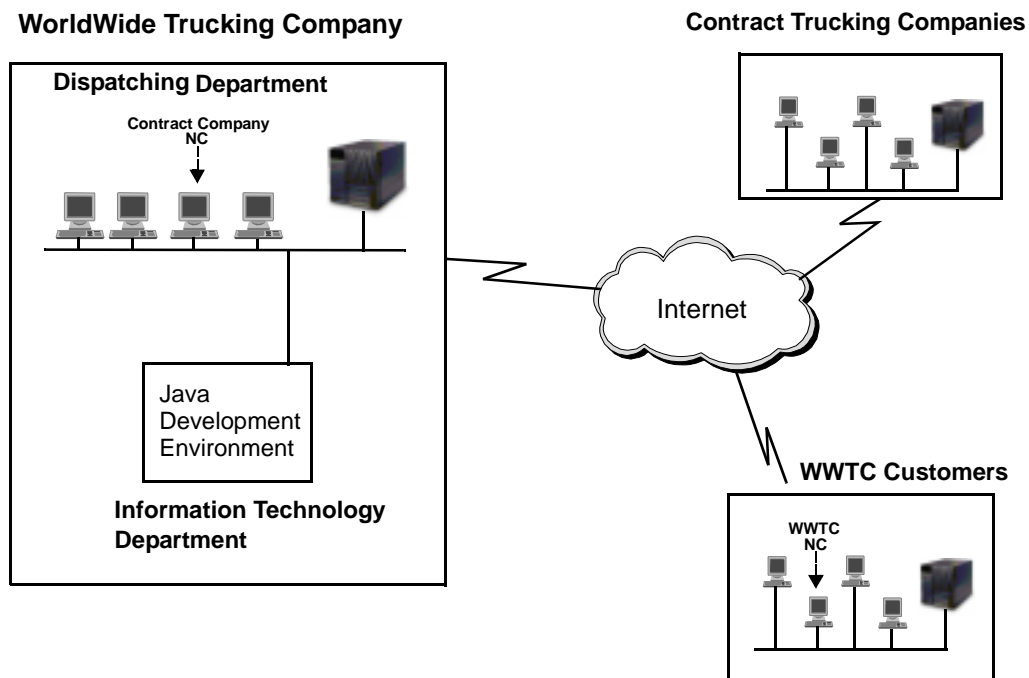 WorldWide Trucking Company
Contract Trucking Companies
Dispatching Department
Contract Company
NC
Internet
Java
Development
Environment
Information Technology
Department
WWTC Customers
WWTC
NC